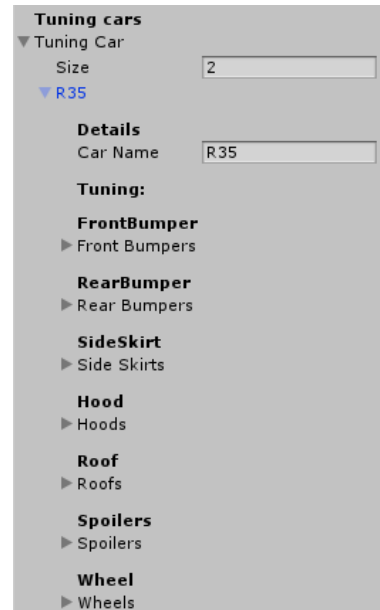 Tuning cars
Tuning Car
Size 2
R35
Details
Car Name R35
Tuning:
FrontBumper
Front Bumpers
RearBumper
Rear Bumpers
SideSkirt
Side Skirts
Hood
Hoods
Roof
Roofs
Spoilers
Spoilers
Wheel
Wheels